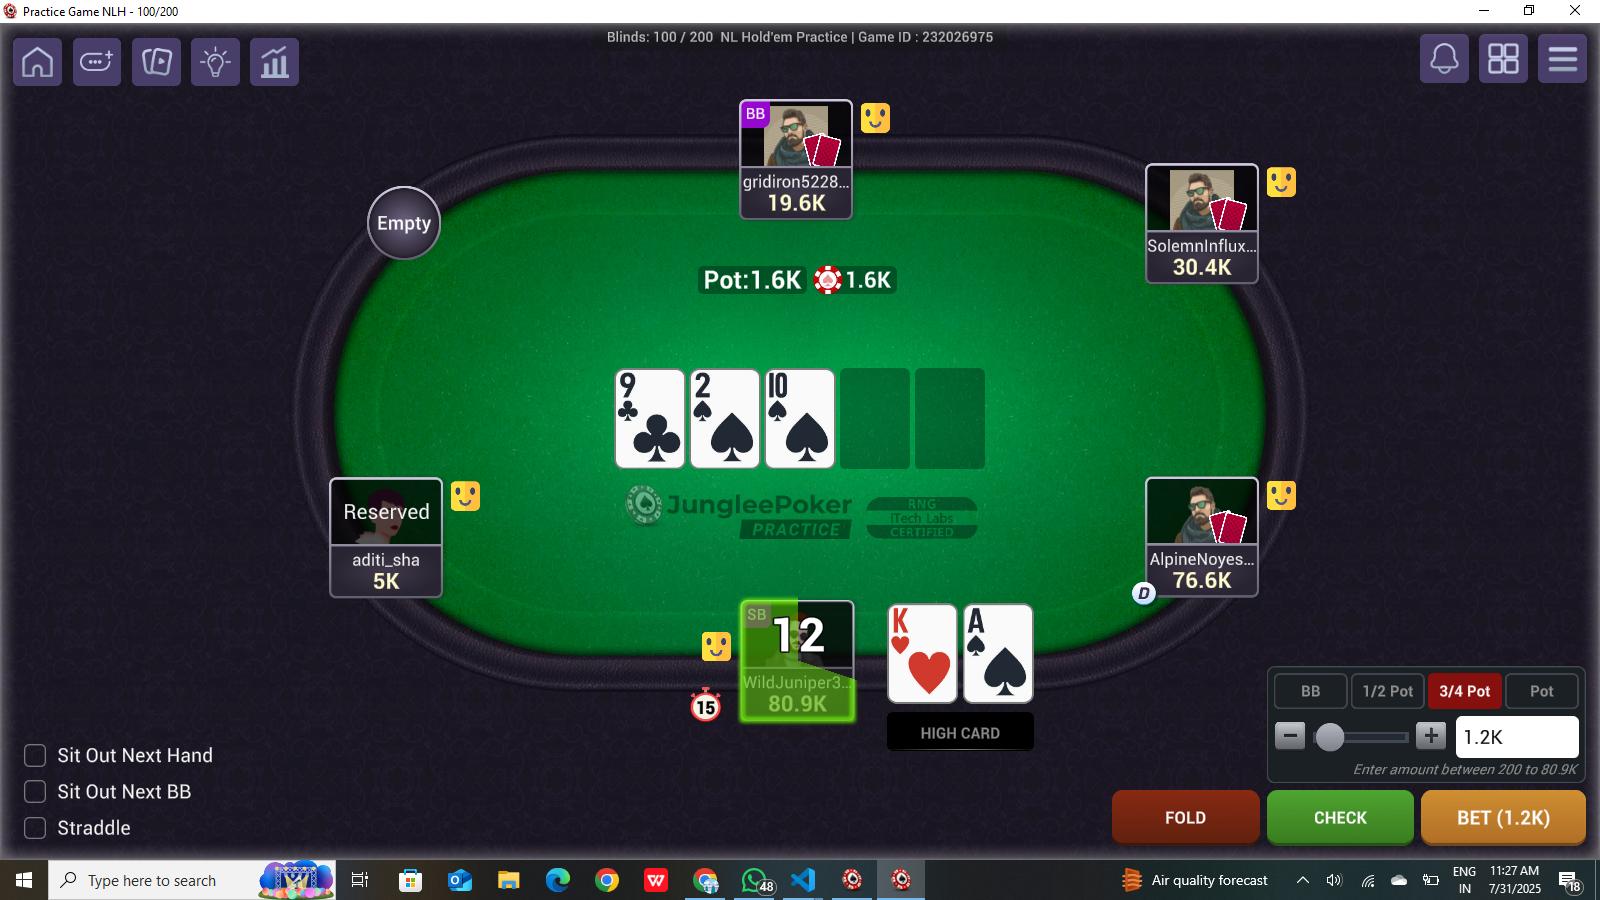 Practice Game NLH - 100/200
Blinds: 100 / 200 NL Hold'em Practice | Game ID : 232026975
BB
gridiron5228...
19.6K
SolemnInflux...
30.4K
Empty
Pot:1.6K 1.6K
9 2 10
JungleePoker
PRACTICE
RNG
iTech Labs
CERTIFIED
Reserved
aditi_sha
5K
AlpineNoyes...
76.6K
D
SB
12
WildJuniper3...
80.9K
15
K A
HIGH CARD
BB 1/2 Pot 3/4 Pot Pot
1.2K
Enter amount between 200 to 80.9K
Sit Out Next Hand
Sit Out Next BB
Straddle
FOLD CHECK BET (1.2K)
Type here to search
48
Air quality forecast
ENG
IN
11:27 AM
7/31/2025
18